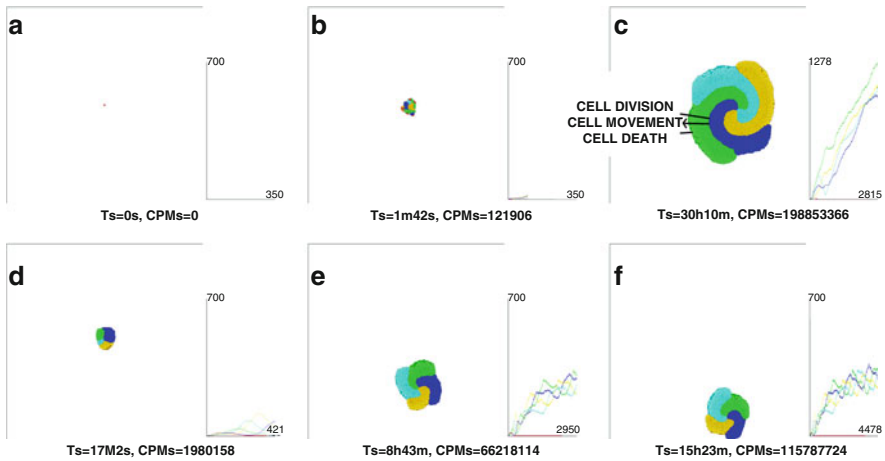 a
700
350
Ts=0s, CPMs=0
b
700
350
Ts=1m42s, CPMs=121906
c
1278
CELL DIVISION
CELL MOVEMENT
CELL DEATH
2815
Ts=30h10m, CPMs=198853366
d
700
421
Ts=17M2s, CPMs=1980158
e
700
2950
Ts=8h43m, CPMs=66218114
f
700
4478
Ts=15h23m, CPMs=115787724